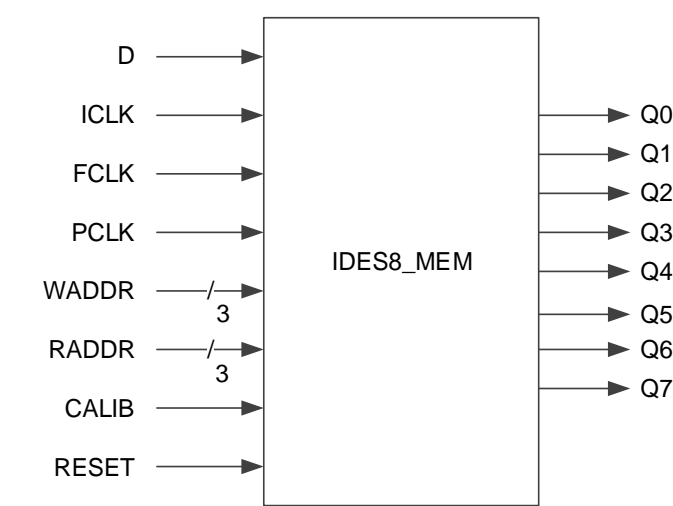 D
ICLK
FCLK
PCLK
WADDR
3
RADDR
3
CALIB
RESET
IDES8_MEM
Q0
Q1
Q2
Q3
Q4
Q5
Q6
Q7